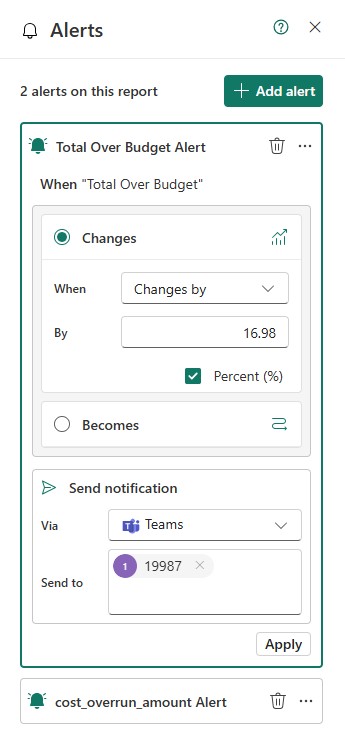 Alerts
2 alerts on this report
+ Add alert
Total Over Budget Alert
When "Total Over Budget"
Changes
When Changes by
By 16.98
Percent (%)
Becomes
Send notification
Via Teams
Send to 1 19987
Apply
cost_overrun_amount Alert